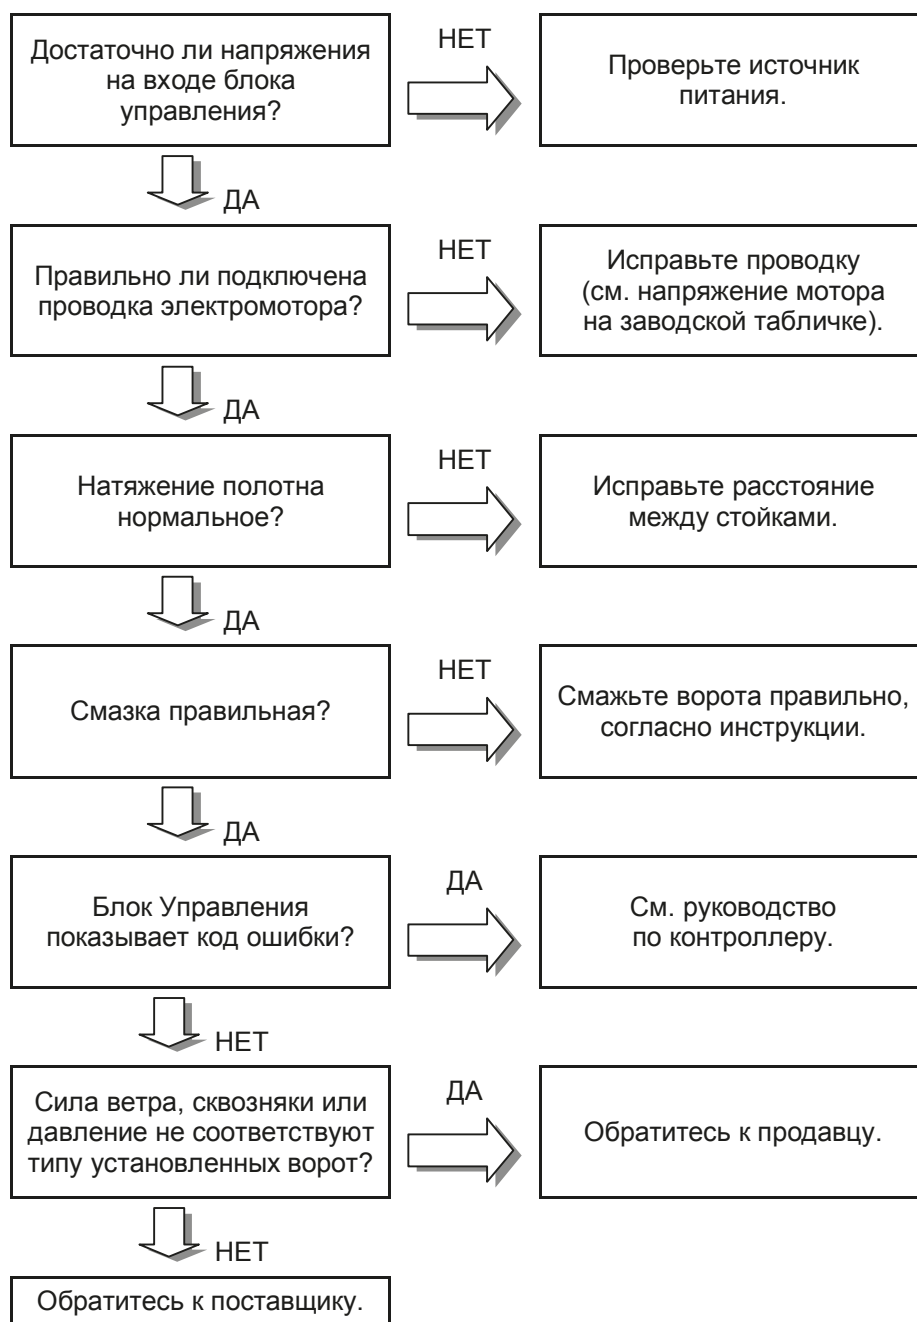 Достаточно ли напряжения
на входе блока
управления?
НЕТ
Проверьте источник
питания.
ДА
Правильно ли подключена
проводка электромотора?
НЕТ
Исправьте проводку
(см. напряжение мотора
на заводской табличке).
ДА
Натяжение полотна
нормальное?
НЕТ
Исправьте расстояние
между стойками.
ДА
Смазка правильная?
НЕТ
Смажьте ворота правильно,
согласно инструкции.
ДА
Блок Управления
показывает код ошибки?
ДА
См. руководство
по контроллеру.
НЕТ
Сила ветра, сквозняки или
давление не соответствуют
типу установленных ворот?
ДА
Обратитесь к продавцу.
НЕТ
Обратитесь к поставщику.